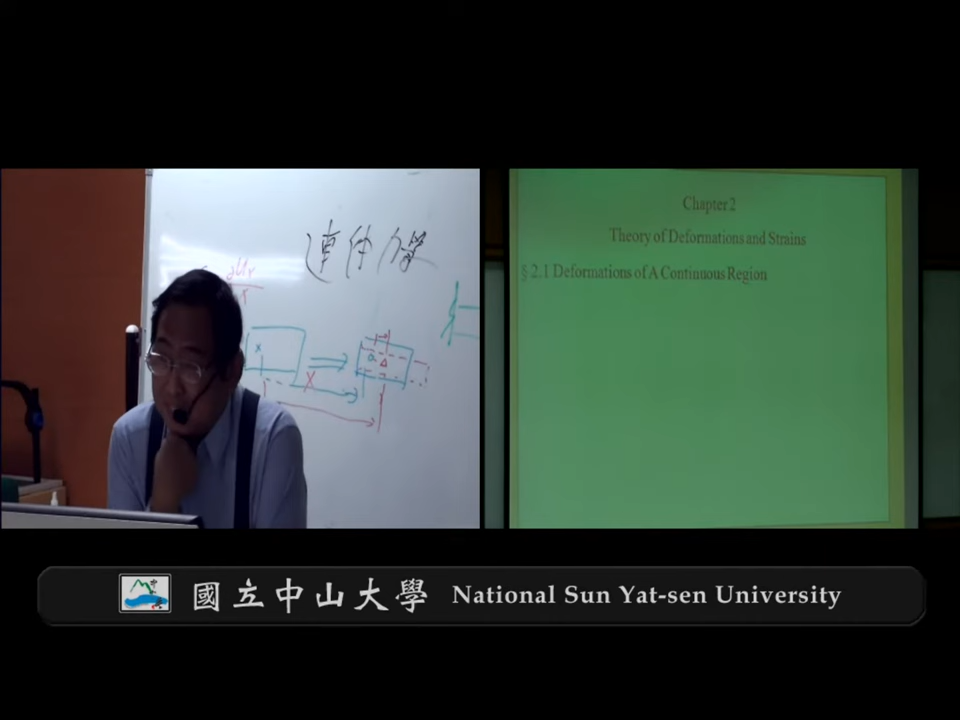 連体力學
∂Ur
x
X
Δ
Chapter 2
Theory of Deformations and Strains
§ 2.1 Deformations of A Continuous Region
國立中山大學 National Sun Yat-sen University